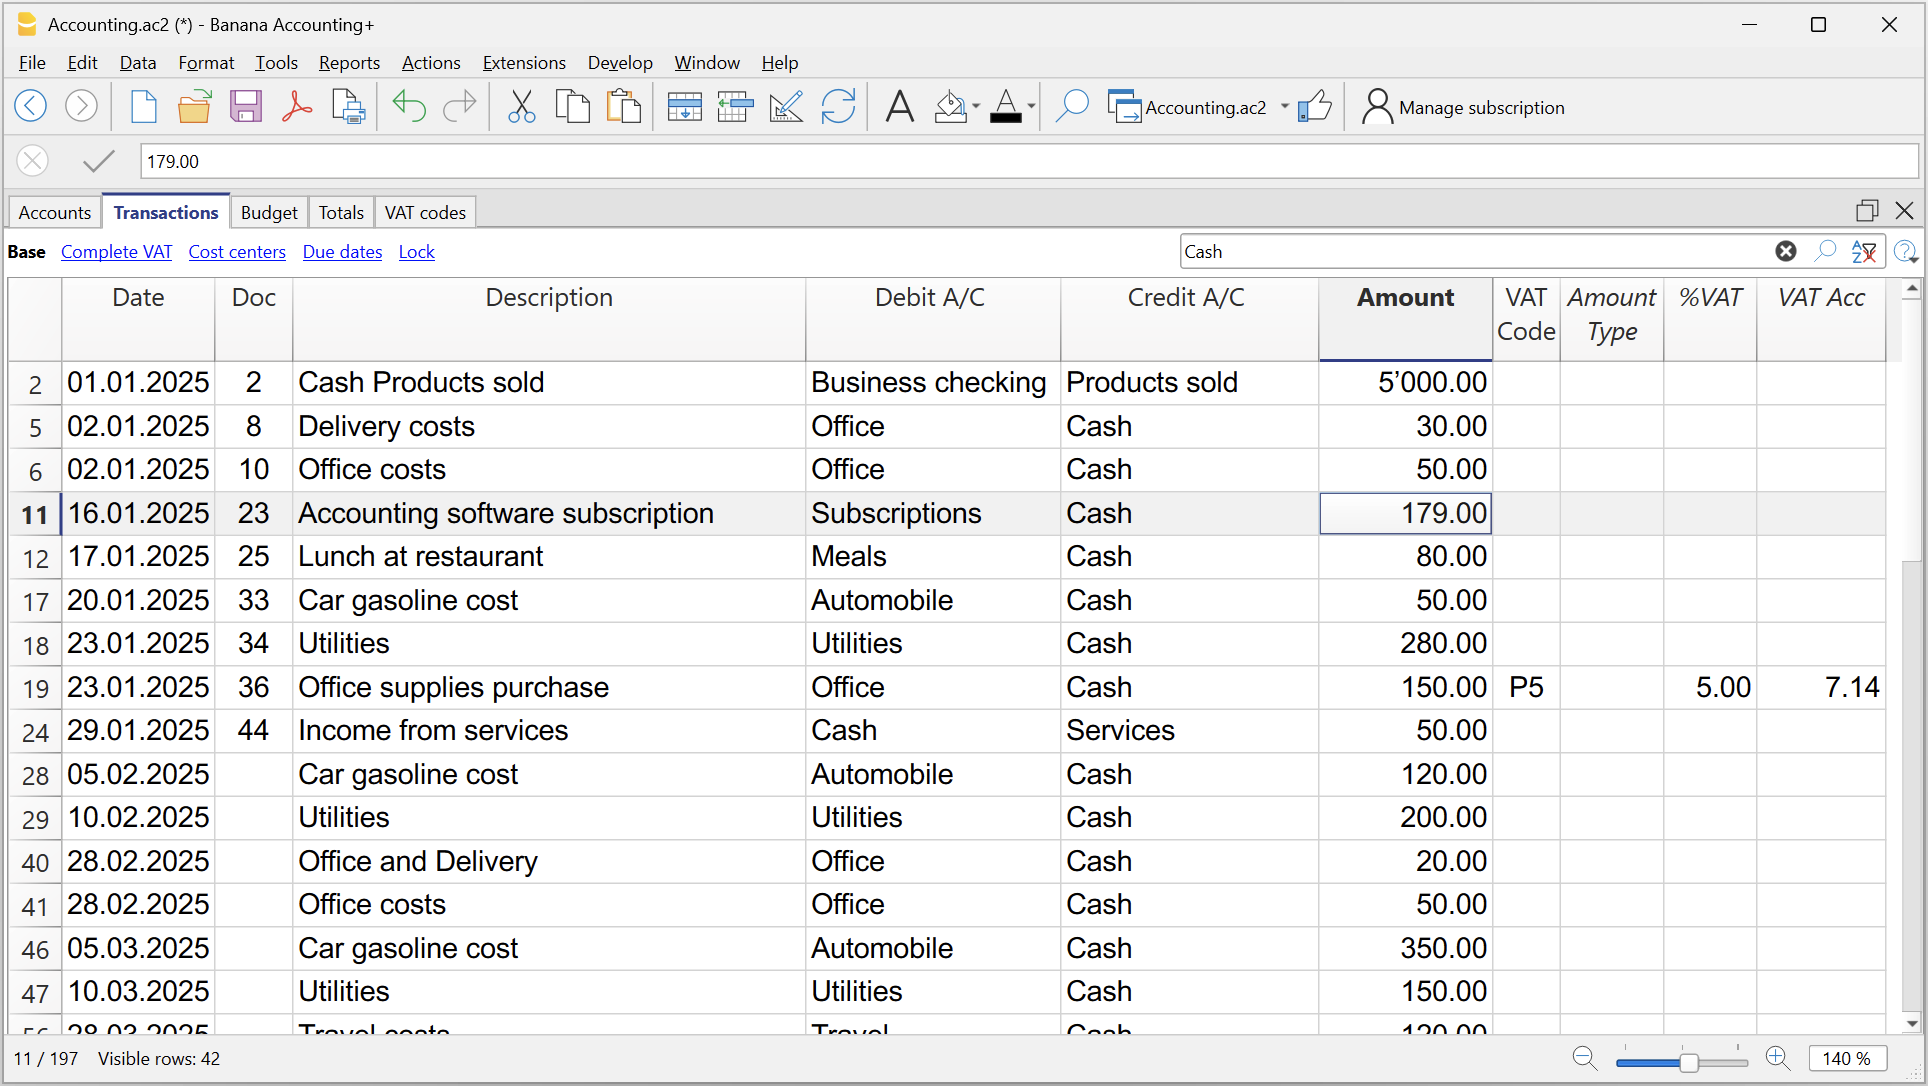 Accounting.ac2 (*) - Banana Accounting+
File Edit Data Format Tools Reports Actions Extensions Develop Window Help
Accounting.ac2 Manage subscription
179.00
Accounts Transactions Budget Totals VAT codes
Base Complete VAT Cost centers Due dates Lock Cash
Date Doc Description Debit A/C Credit A/C Amount VAT Code Amount Type %VAT VAT Acc
2 01.01.2025 2 Cash Products sold Business checking Products sold 5’000.00
5 02.01.2025 8 Delivery costs Office Cash 30.00
6 02.01.2025 10 Office costs Office Cash 50.00
11 16.01.2025 23 Accounting software subscription Subscriptions Cash 179.00
12 17.01.2025 25 Lunch at restaurant Meals Cash 80.00
17 20.01.2025 33 Car gasoline cost Automobile Cash 50.00
18 23.01.2025 34 Utilities Utilities Cash 280.00
19 23.01.2025 36 Office supplies purchase Office Cash 150.00 P5 5.00 7.14
24 29.01.2025 44 Income from services Cash Services 50.00
28 05.02.2025 Car gasoline cost Automobile Cash 120.00
29 10.02.2025 Utilities Utilities Cash 200.00
40 28.02.2025 Office and Delivery Office Cash 20.00
41 28.02.2025 Office costs Office Cash 50.00
46 05.03.2025 Car gasoline cost Automobile Cash 350.00
47 10.03.2025 Utilities Utilities Cash 150.00
56 28.03.2025 Travel costs Travel Cash 120.00
11 / 197 Visible rows: 42 140 %